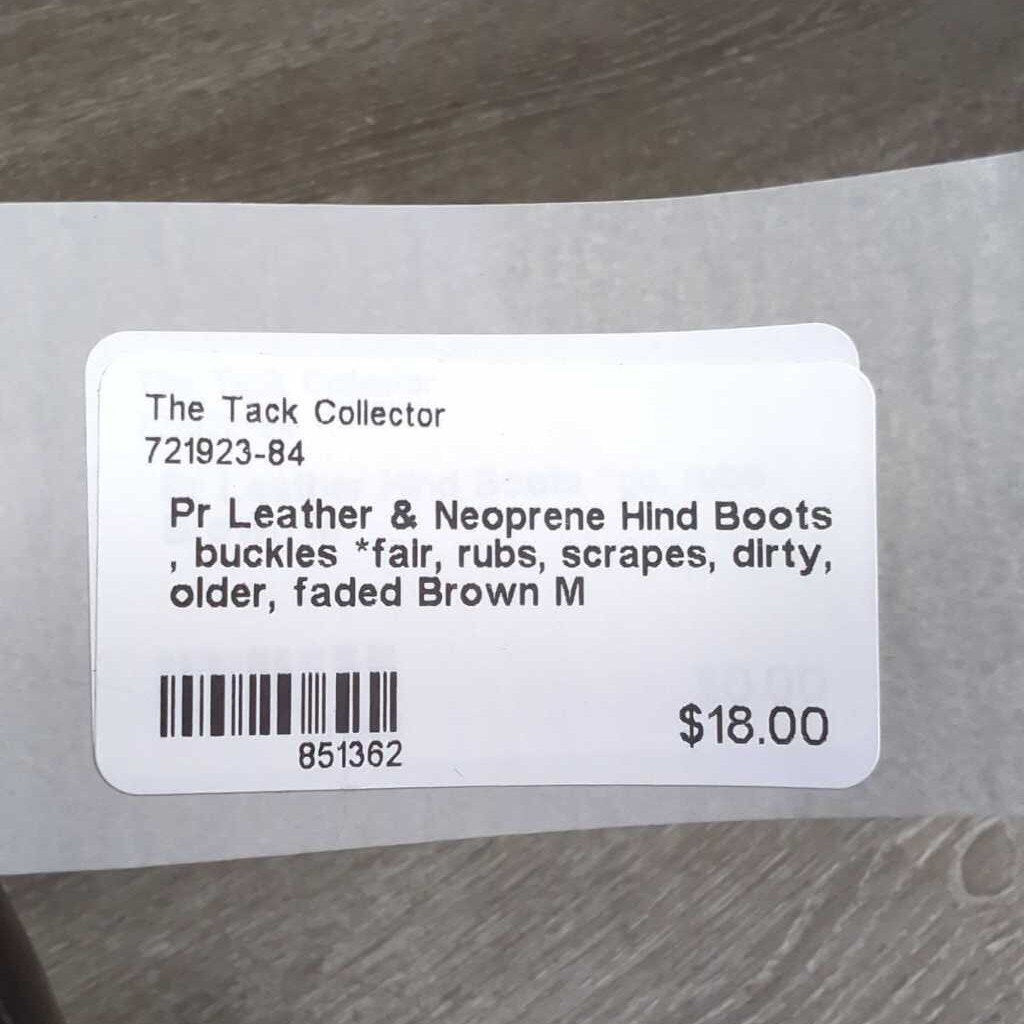 The Tack Collector
721923-84
Pr Leather & Neoprene Hind Boots
, buckles *fair, rubs, scrapes, dirty,
older, faded Brown M
851362
$18.00